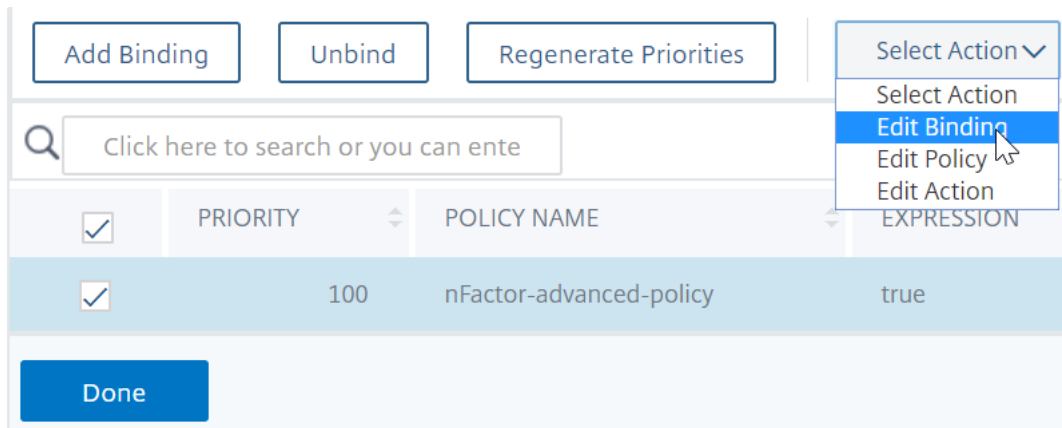 Add Binding Unbind Regenerate Priorities Select Action
Select Action
Edit Binding
Edit Policy
Edit Action
Click here to search or you can ente
PRIORITY POLICY NAME EXPRESSION
100 nFactor-advanced-policy true
Done